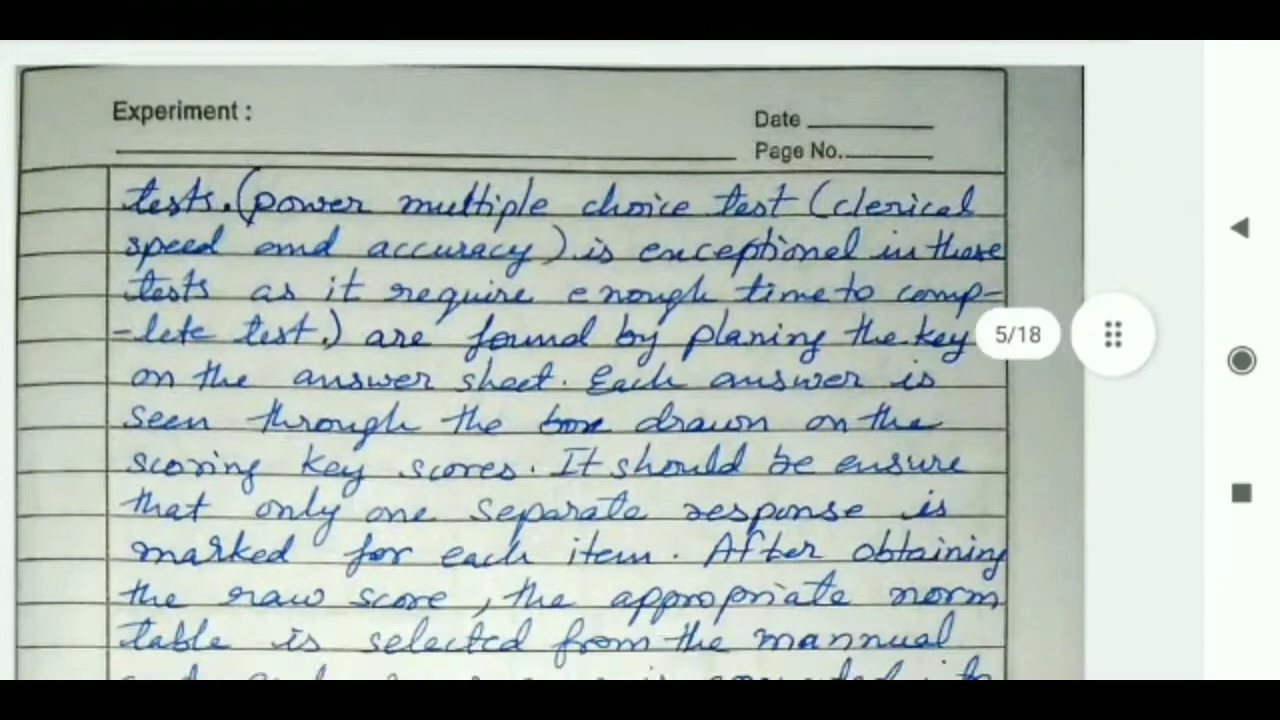 Experiment :
Date
Page No.
tests. (power multiple choice test (clerical
speed and accuracy) is exceptional in these
tests as it require enough time to comp-
-lete test.) are found by planing the key
5/18
on the answer sheet. Each answer is
seen through the box drawn on the
scoring key scores. It should be ensure
that only one separate response is
marked for each item. After obtaining
the raw score, the appropriate norm
table is selected from the mannual